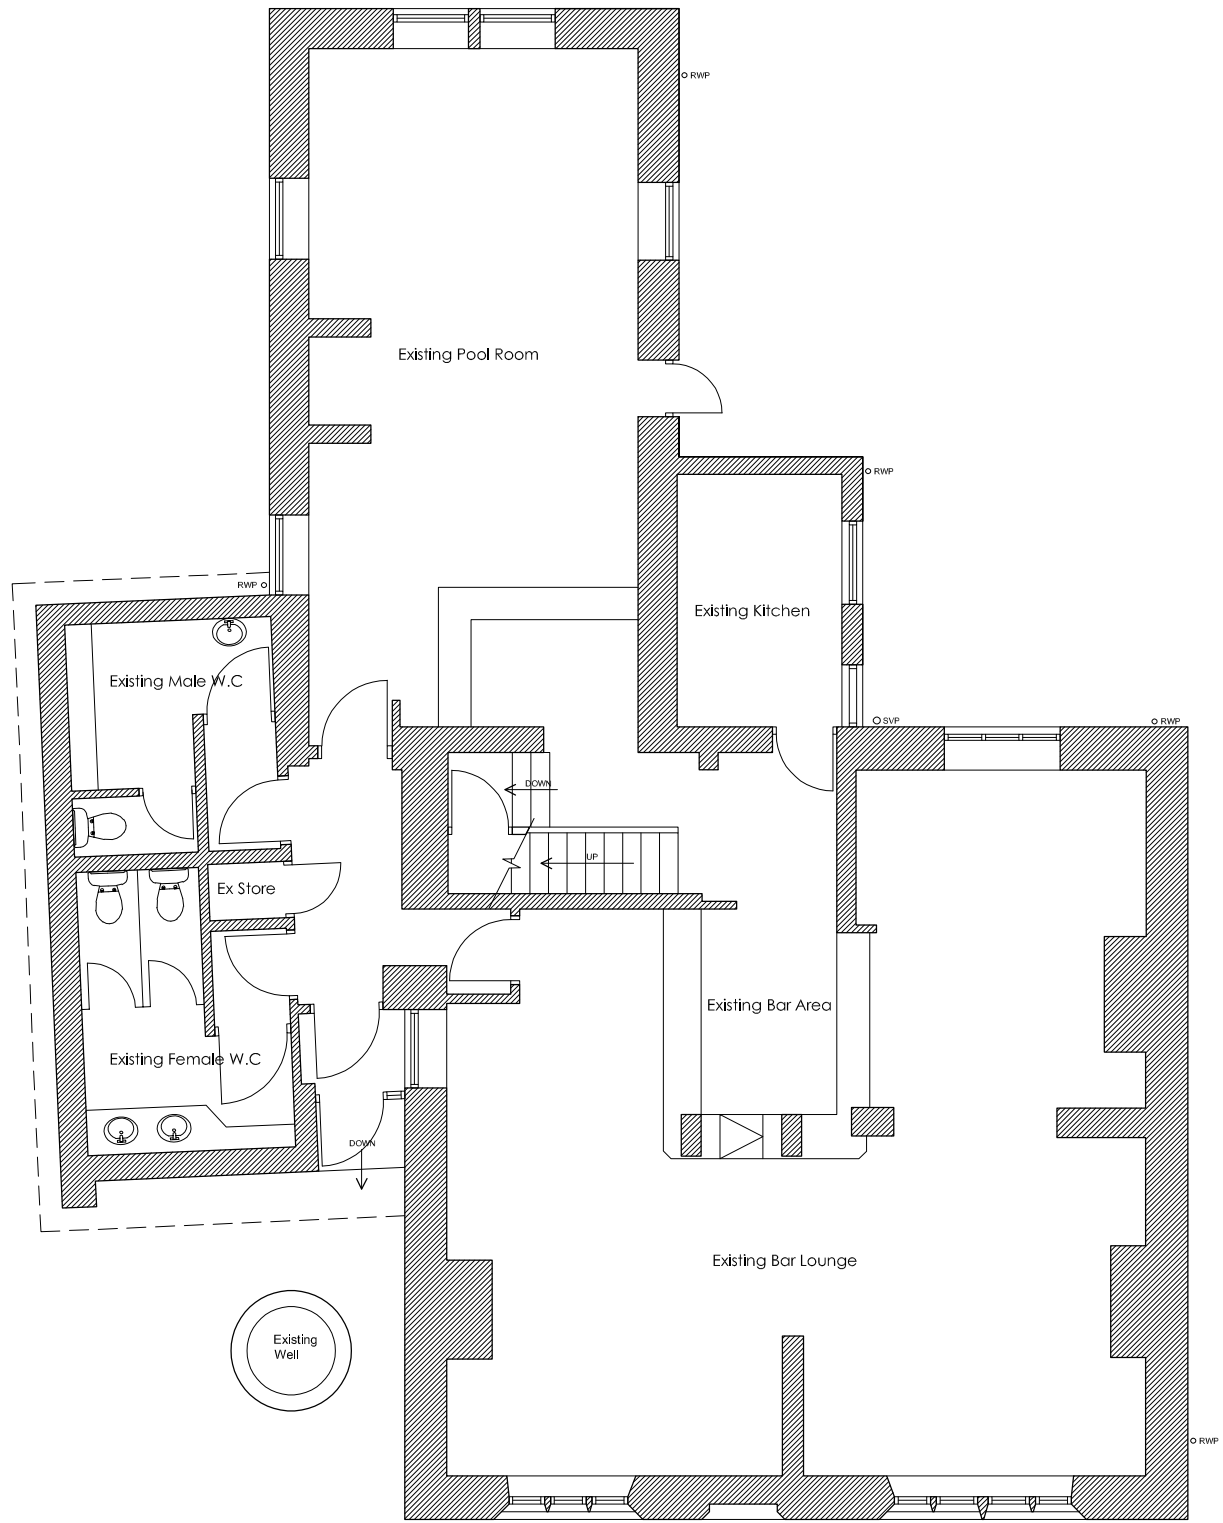 RWP
Existing Pool Room
RWP
RWP
Existing Kitchen
Existing Male W.C
SVP
RWP
DOWN
UP
Ex Store
Existing Bar Area
Existing Female W.C
DOWN
Existing Bar Lounge
Existing
Well
RWP